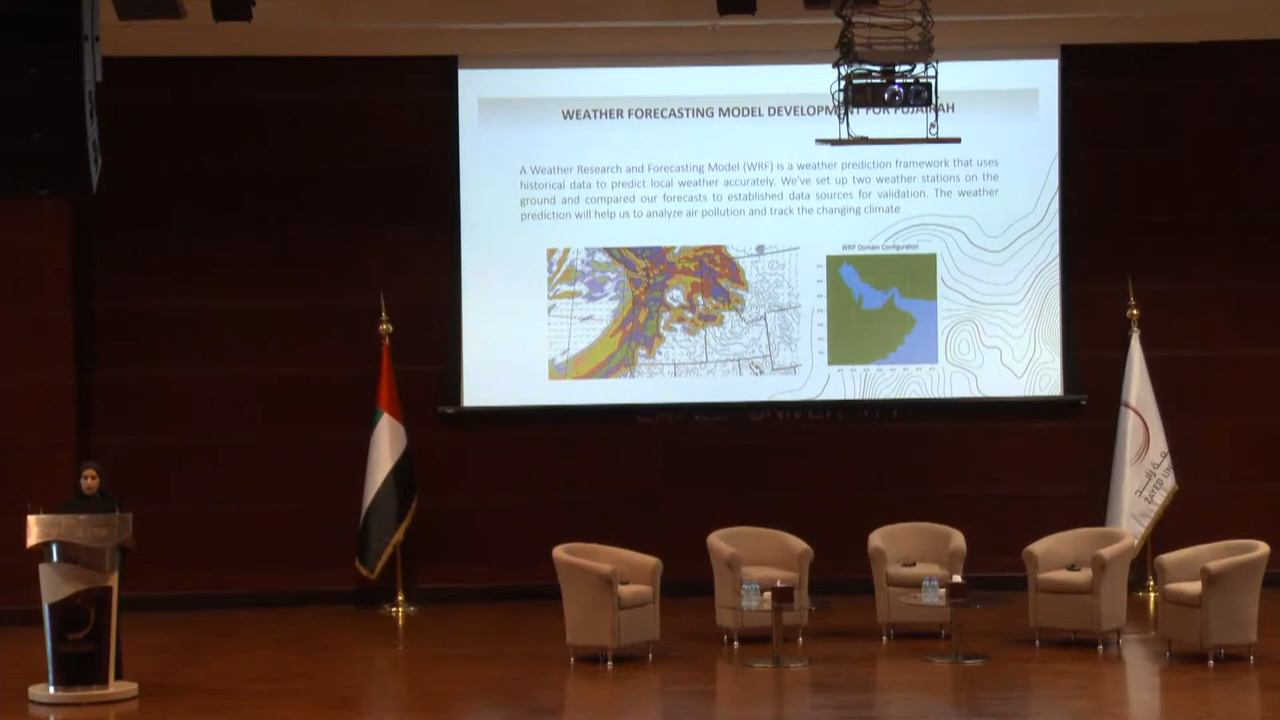 WEATHER FORECASTING MODEL DEVELOPMENT FOR FUJAIRAH
A Weather Research and Forecasting Model (WRF) is a weather prediction framework that uses
historical data to predict local weather accurately. We've set up two weather stations on the
ground and compared our forecasts to established data sources for validation. The weather
prediction will help us to analyze air pollution and track the changing climate
WRF Domain Configuration
UNIVERSITY
ZAYED UN